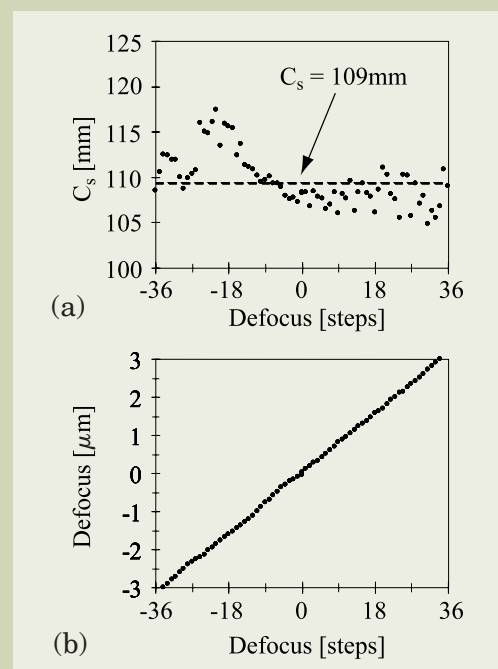 125
120
115
110
105
100
C_s [mm]
C_s = 109mm
-36 -18 0 18 36
Defocus [steps]
(a)
3
2
1
0
-1
-2
-3
Defocus [μm]
-36 -18 0 18 36
Defocus [steps]
(b)